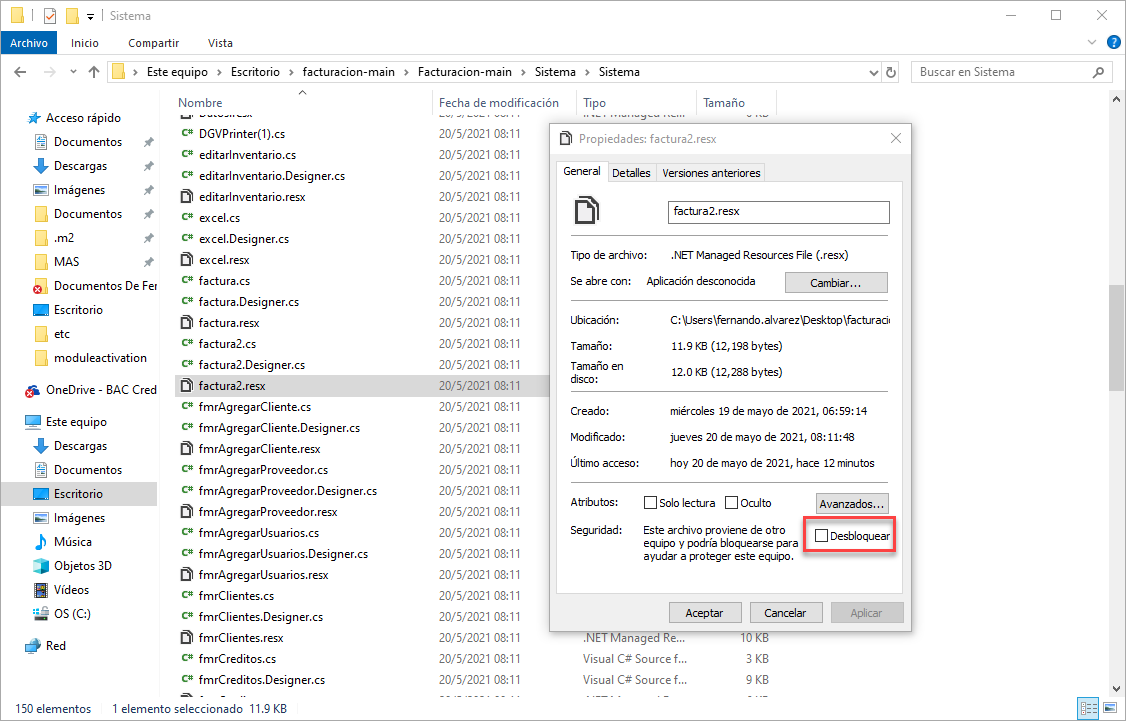 Sistema
Archivo Inicio Compartir Vista
Este equipo › Escritorio › facturacion-main › Facturacion-main › Sistema › Sistema
Buscar en Sistema
Acceso rápido
Documentos
Descargas
Imágenes
Documentos
.m2
MAS
Documentos De Fer
Escritorio
etc
moduleactivation
OneDrive - BAC Cred
Este equipo
Descargas
Documentos
Escritorio
Imágenes
Música
Objetos 3D
Vídeos
OS (C:)
Red
Nombre Fecha de modificación Tipo Tamaño
DGVPrinter(1).cs 20/5/2021 08:11
editarInventario.cs 20/5/2021 08:11
editarInventario.Designer.cs 20/5/2021 08:11
editarInventario.resx 20/5/2021 08:11
excel.cs 20/5/2021 08:11
excel.Designer.cs 20/5/2021 08:11
excel.resx 20/5/2021 08:11
factura.cs 20/5/2021 08:11
factura.Designer.cs 20/5/2021 08:11
factura.resx 20/5/2021 08:11
factura2.cs 20/5/2021 08:11
factura2.Designer.cs 20/5/2021 08:11
factura2.resx 20/5/2021 08:11
fmrAgregarCliente.cs 20/5/2021 08:11
fmrAgregarCliente.Designer.cs 20/5/2021 08:11
fmrAgregarCliente.resx 20/5/2021 08:11
fmrAgregarProveedor.cs 20/5/2021 08:11
fmrAgregarProveedor.Designer.cs 20/5/2021 08:11
fmrAgregarProveedor.resx 20/5/2021 08:11
fmrAgregarUsuarios.cs 20/5/2021 08:11
fmrAgregarUsuarios.Designer.cs 20/5/2021 08:11
fmrAgregarUsuarios.resx 20/5/2021 08:11
fmrClientes.cs 20/5/2021 08:11
fmrClientes.Designer.cs 20/5/2021 08:11
fmrClientes.resx 20/5/2021 08:11 .NET Managed Re... 10 KB
fmrCreditos.cs 20/5/2021 08:11 Visual C# Source f... 3 KB
fmrCreditos.Designer.cs 20/5/2021 08:11 Visual C# Source f... 9 KB
Propiedades: factura2.resx
General Detalles Versiones anteriores
factura2.resx
Tipo de archivo: .NET Managed Resources File (.resx)
Se abre con: Aplicación desconocida Cambiar...
Ubicación: C:\Users\fernando.alvarez\Desktop\facturacio
Tamaño: 11.9 KB (12,198 bytes)
Tamaño en
disco: 12.0 KB (12,288 bytes)
Creado: miércoles 19 de mayo de 2021, 06:59:14
Modificado: jueves 20 de mayo de 2021, 08:11:48
Último acceso: hoy 20 de mayo de 2021, hace 12 minutos
Atributos: Solo lectura Oculto Avanzados...
Seguridad: Este archivo proviene de otro
equipo y podría bloquearse para
ayudar a proteger este equipo.
Desbloquear
Aceptar Cancelar Aplicar
150 elementos 1 elemento seleccionado 11.9 KB